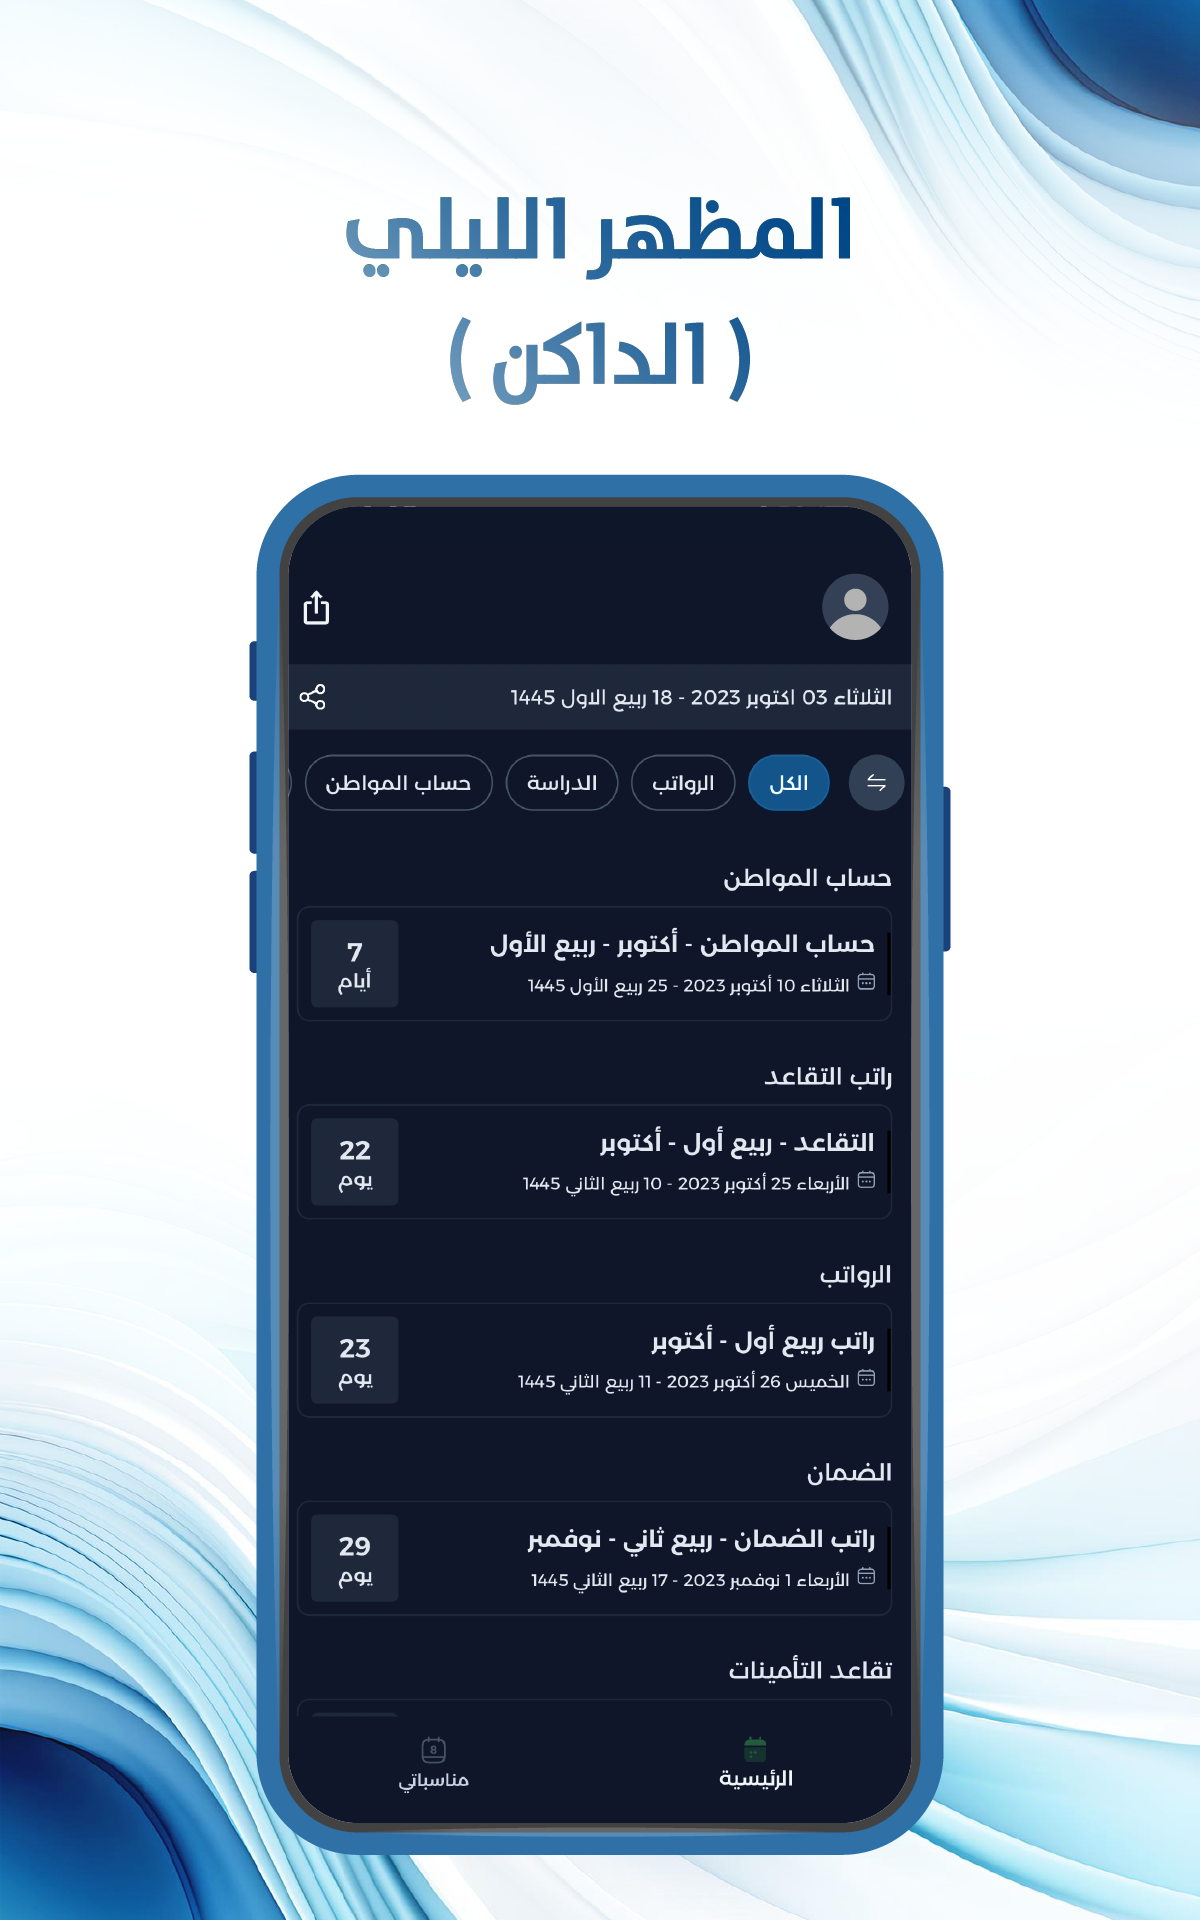 المظهر الليلي
( الداكن )
الثلاثاء 03 اكتوبر 2023 - 18 ربيع الاول 1445
الكل
الرواتب
الدراسة
حساب المواطن
حساب المواطن
حساب المواطن - أكتوبر - ربيع الأول
الثلاثاء 10 أكتوبر 2023 - 25 ربيع الأول 1445
7
أيام
راتب التقاعد
التقاعد - ربيع أول - أكتوبر
الأربعاء 25 أكتوبر 2023 - 10 ربيع الثاني 1445
22
يوم
الرواتب
راتب ربيع أول - أكتوبر
الخميس 26 أكتوبر 2023 - 11 ربيع الثاني 1445
23
يوم
الضمان
راتب الضمان - ربيع ثاني - نوفمبر
الأربعاء 1 نوفمبر 2023 - 17 ربيع الثاني 1445
29
يوم
تقاعد التأمينات
الرئيسية
8
مناسباتي